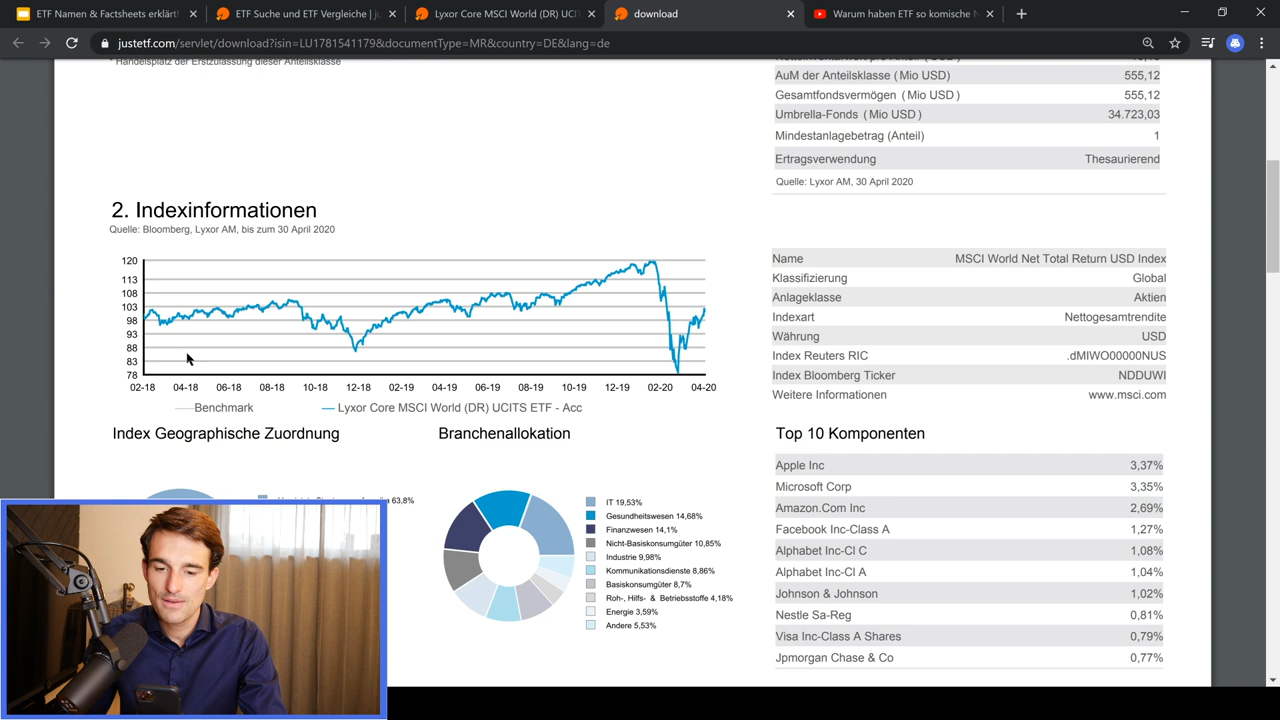 ETF Namen & Factsheets erklärt!
ETF Suche und ETF Vergleiche | ju
Lyxor Core MSCI World (DR) UCIT
download
Warum haben ETF so komische N
justetf.com/servlet/download?isin=LU1781541179&documentType=MR&country=DE&lang=de
* Handelsplatz der Erstzulassung dieser Anteilsklasse
AuM der Anteilsklasse ( Mio USD) 555,12
Gesamtfondsvermögen ( Mio USD ) 555,12
Umbrella-Fonds ( Mio USD ) 34.723,03
Mindestanlagebetrag (Anteil) 1
Ertragsverwendung Thesaurierend
Quelle: Lyxor AM, 30 April 2020
2. Indexinformationen
Quelle: Bloomberg, Lyxor AM, bis zum 30 April 2020
120
113
108
103
98
93
88
83
78
02-18 04-18 06-18 08-18 10-18 12-18 02-19 04-19 06-19 08-19 10-19 12-19 02-20 04-20
Benchmark Lyxor Core MSCI World (DR) UCITS ETF - Acc
Name MSCI World Net Total Return USD Index
Klassifizierung Global
Anlageklasse Aktien
Indexart Nettogesamtrendite
Währung USD
Index Reuters RIC .dMIWO00000NUS
Index Bloomberg Ticker NDDUWI
Weitere Informationen www.msci.com
Index Geographische Zuordnung
63,8%
Branchenallokation
IT 19,53%
Gesundheitswesen 14,68%
Finanzwesen 14,1%
Nicht-Basiskonsumgüter 10,85%
Industrie 9,98%
Kommunikationsdienste 8,86%
Basiskonsumgüter 8,7%
Roh-, Hilfs- & Betriebsstoffe 4,18%
Energie 3,59%
Andere 5,53%
Top 10 Komponenten
Apple Inc 3,37%
Microsoft Corp 3,35%
Amazon.Com Inc 2,69%
Facebook Inc-Class A 1,27%
Alphabet Inc-Cl C 1,08%
Alphabet Inc-Cl A 1,04%
Johnson & Johnson 1,02%
Nestle Sa-Reg 0,81%
Visa Inc-Class A Shares 0,79%
Jpmorgan Chase & Co 0,77%